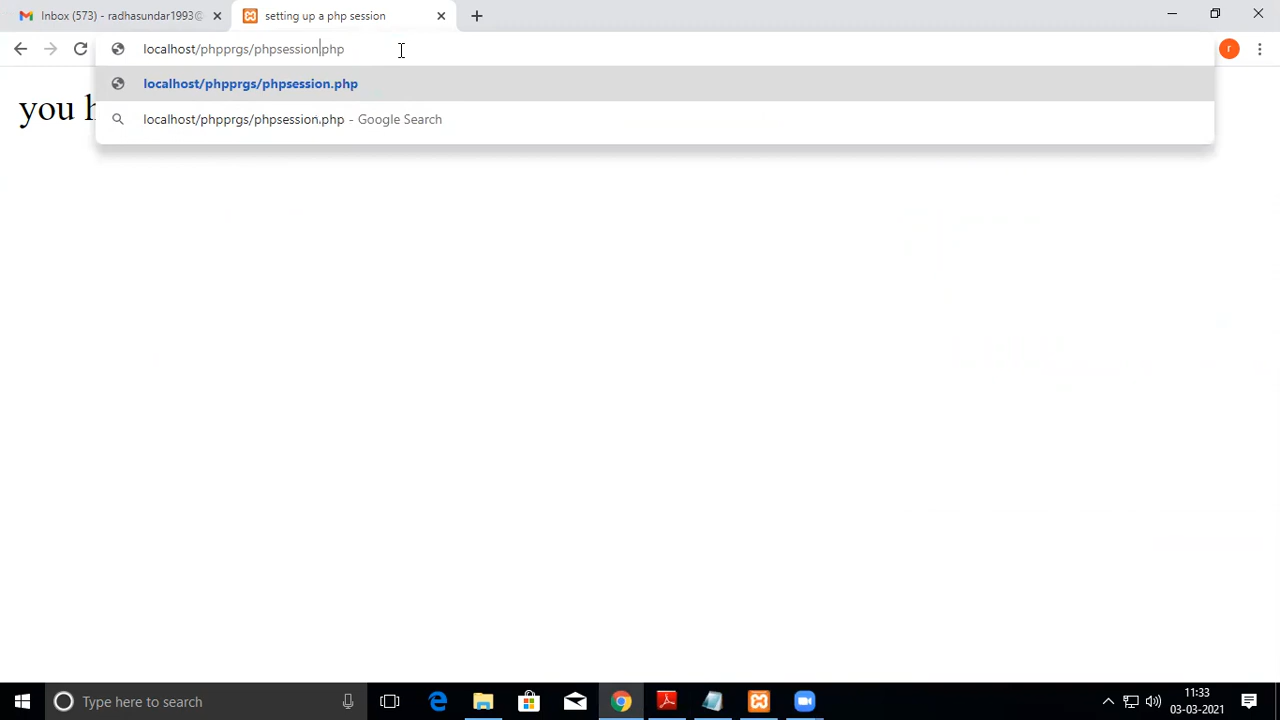 Inbox (573) - radhasundar1993@
setting up a php session
localhost/phpprgs/phpsession.php
r
localhost/phpprgs/phpsession.php
localhost/phpprgs/phpsession.php - Google Search
you h
Type here to search
11:33
03-03-2021